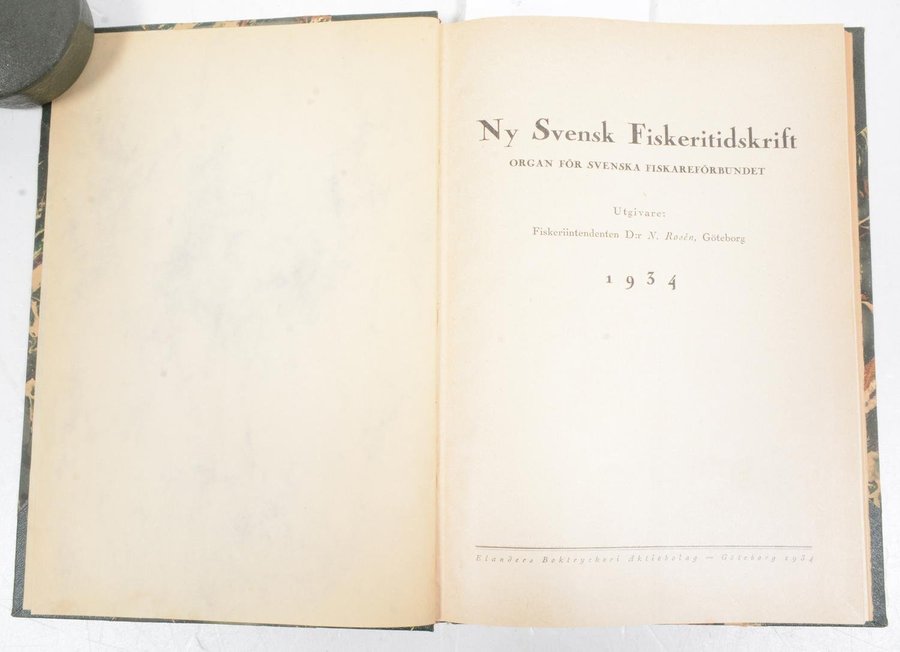 Ny Svensk Fiskeritidskrift
ORGAN FÖR SVENSKA FISKAREFÖRBUNDET
Utgivare:
Fiskeriintendenten D:r N. Rosén, Göteborg
1934
Elanders Boktryckeri Aktiebolag — Göteborg 1934